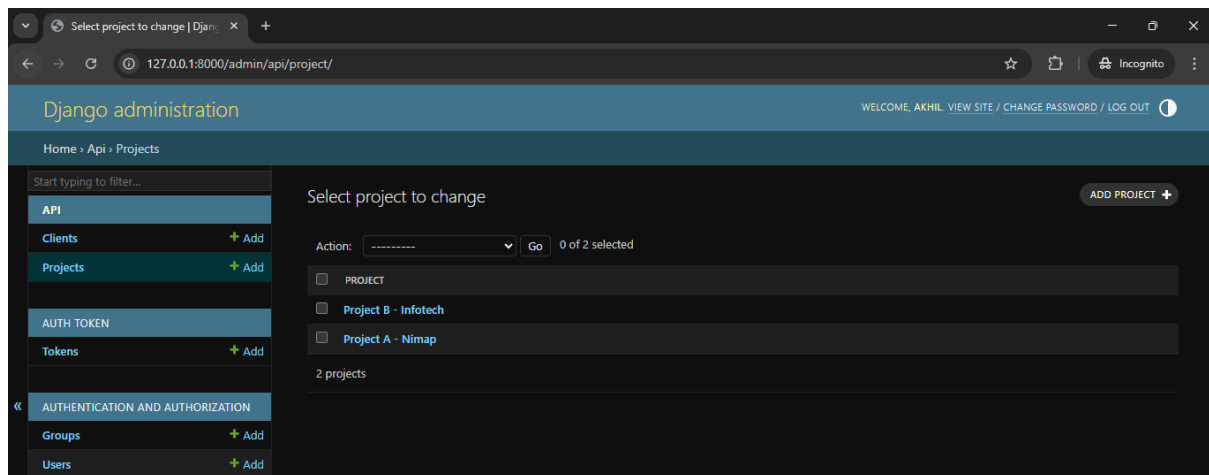 Select project to change | Djang
127.0.0.1:8000/admin/api/project/
Incognito
Django administration
WELCOME, AKHIL. VIEW SITE / CHANGE PASSWORD / LOG OUT
Home › Api › Projects
Start typing to filter...
API
Clients + Add
Projects + Add
AUTH TOKEN
Tokens + Add
«
AUTHENTICATION AND AUTHORIZATION
Groups + Add
Users + Add
Select project to change
ADD PROJECT +
Action: --------- Go 0 of 2 selected
PROJECT
Project B - Infotech
Project A - Nimap
2 projects